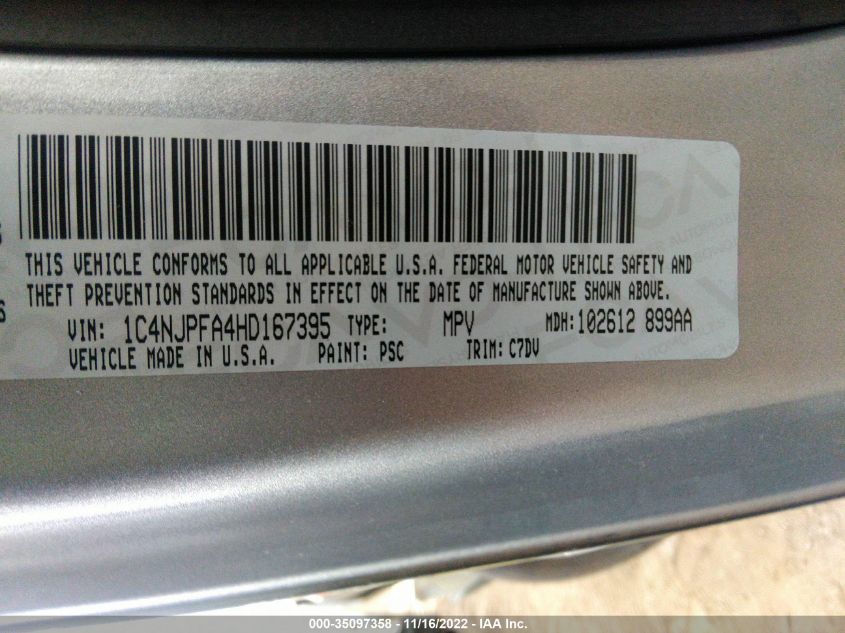 THIS VEHICLE CONFORMS TO ALL APPLICABLE U.S.A. FEDERAL MOTOR VEHICLE SAFETY AND
THEFT PREVENTION STANDARDS IN EFFECT ON THE DATE OF MANUFACTURE SHOWN ABOVE.
VIN: 1C4NJPFA4HD167395 TYPE: MPV MDH:102612 899AA
VEHICLE MADE IN U.S.A. PAINT: PSC TRIM: C7DV
000-35097358 - 11/16/2022 - IAA Inc.